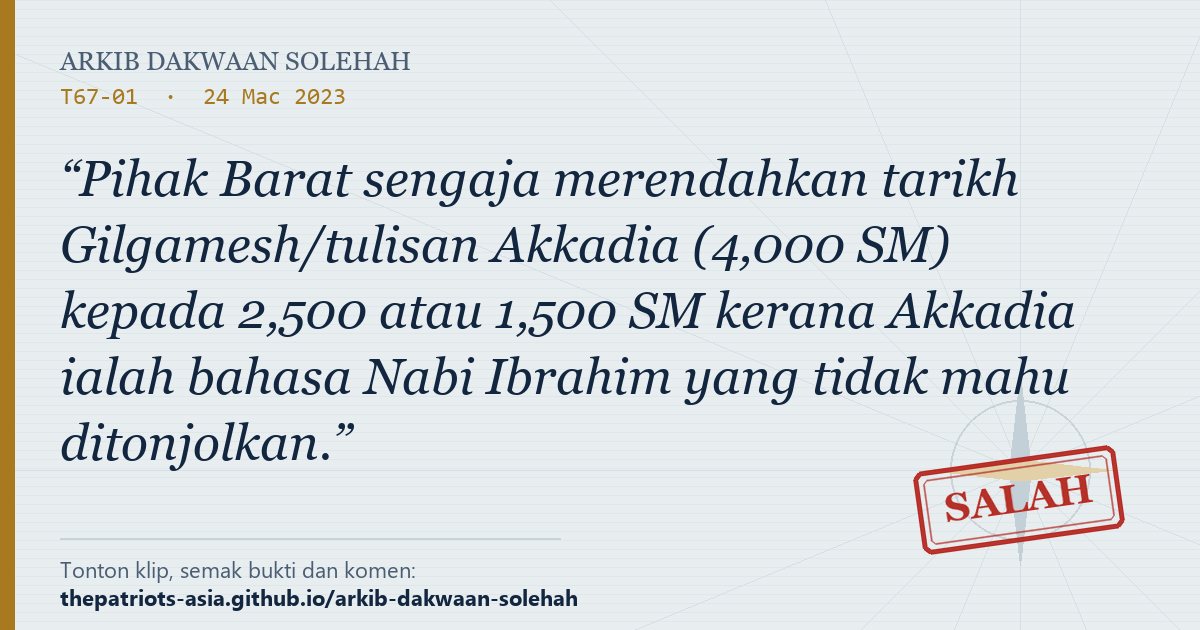 ARKIB DAKWAAN SOLEHAH
T67-01 · 24 Mac 2023
“Pihak Barat sengaja merendahkan tarikh
Gilgamesh/tulisan Akkadia (4,000 SM)
kepada 2,500 atau 1,500 SM kerana Akkadia
ialah bahasa Nabi Ibrahim yang tidak mahu
ditonjolkan.”
SALAH
Tonton klip, semak bukti dan komen:
thepatriots-asia.github.io/arkib-dakwaan-solehah